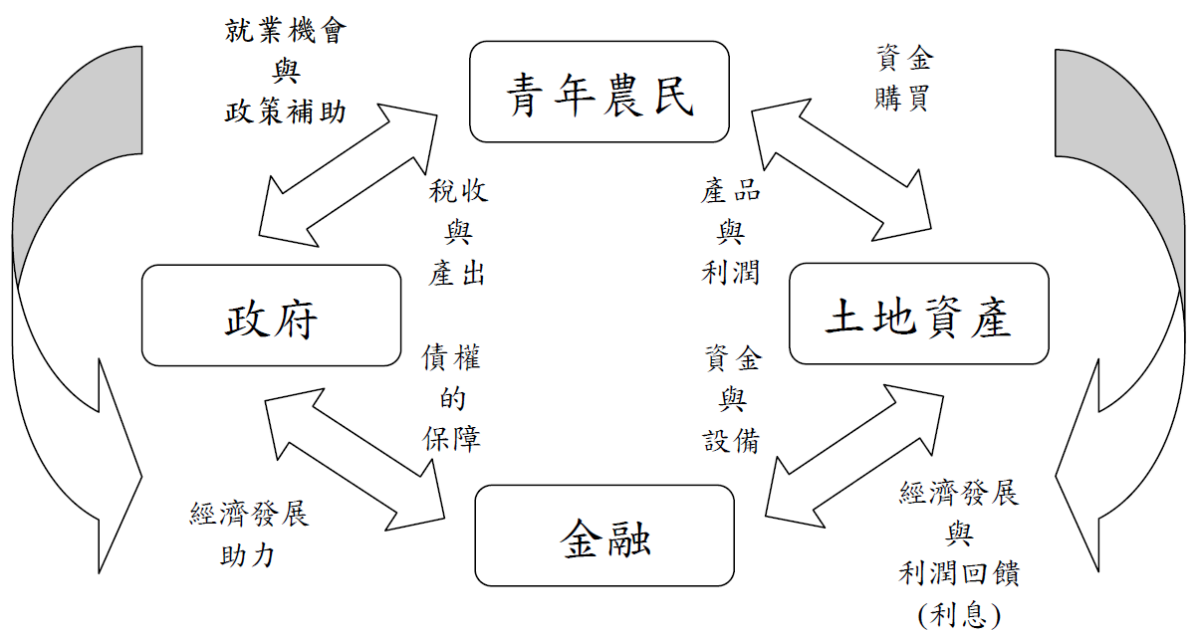 就業機會
與
政策補助
青年農民
資金
購買
稅收
與
產出
產品
與
利潤
政府
土地資產
債權
的
保障
資金
與
設備
經濟發展
助力
金融
經濟發展
與
利潤回饋
(利息)